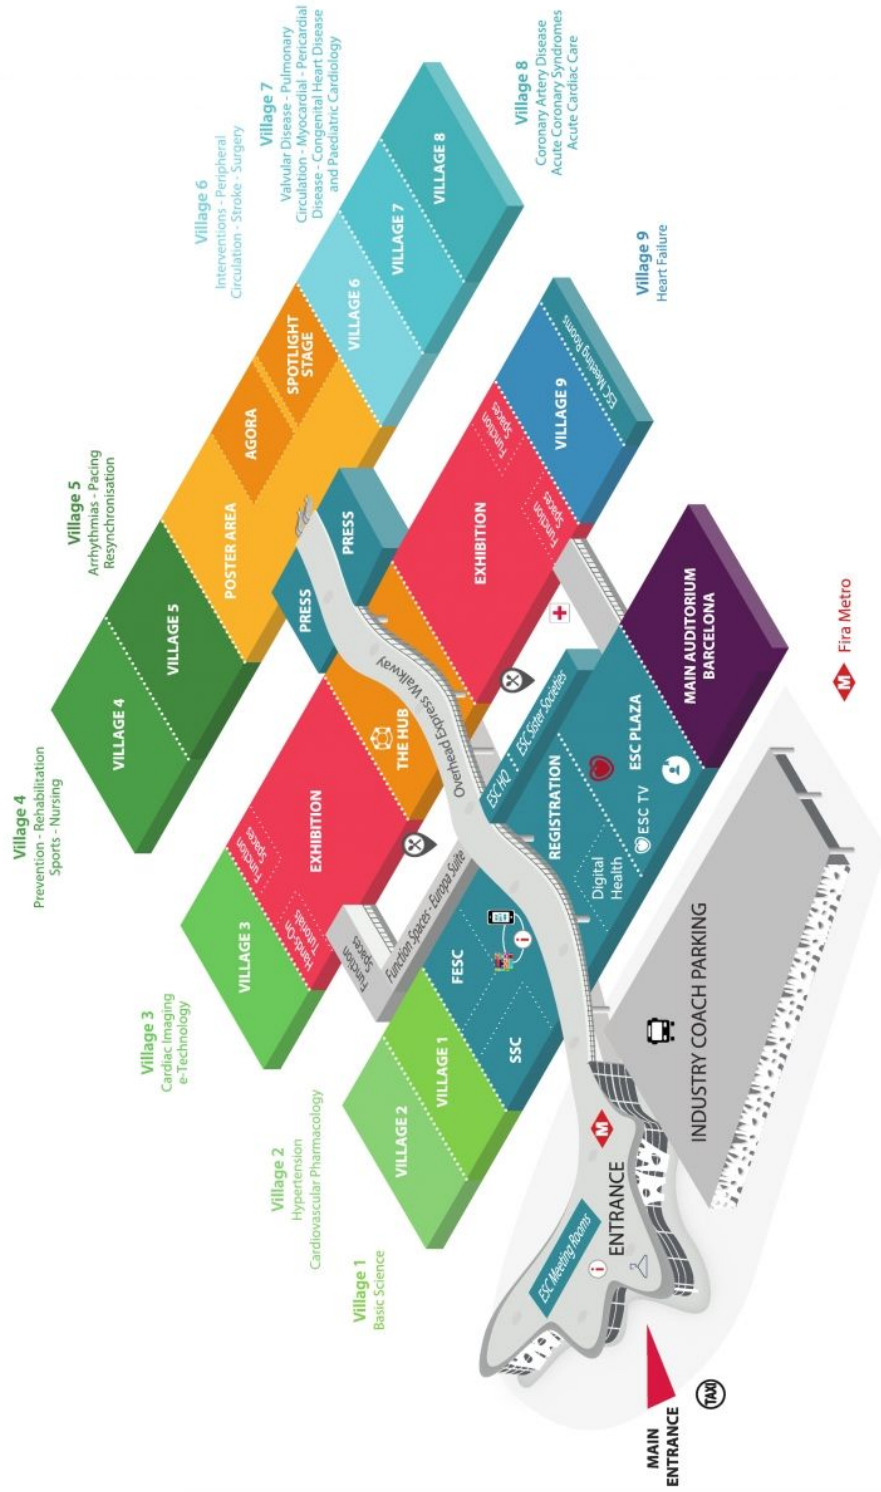 Village 4
Prevention - Rehabilitation
Sports - Nursing
Village 5
Arrhythmias - Pacing
Resynchronisation
Village 6
Interventions - Peripheral
Circulation - Stroke - Surgery
Village 7
Valvular Disease - Pulmonary
Circulation - Myocardial - Pericardial
Disease - Congenital Heart Disease
and Paediatric Cardiology
Village 3
Cardiac Imaging
e-Technology
Village 2
Hypertension
Cardiovascular Pharmacology
Village 1
Basic Science
Village 8
Coronary Artery Disease
Acute Coronary Syndromes
Acute Cardiac Care
Village 9
Heart Failure
VILLAGE 4
VILLAGE 5
POSTER AREA
AGORA
SPOTLIGHT
STAGE
VILLAGE 6
VILLAGE 7
VILLAGE 8
VILLAGE 3
Function
Spaces
Hands-On
Tutorials
EXHIBITION
THE HUB
PRESS
PRESS
Overhead Express Walkway
EXHIBITION
Function
Spaces
Function
Spaces
VILLAGE 9
ESC Meeting Rooms
Function
Spaces
Function Spaces - Europa Suite
VILLAGE 2
VILLAGE 1
FESC
SSC
i
ESC HQ
ESC Sister Societies
REGISTRATION
Digital
Health
ESC TV
ESC PLAZA
MAIN AUDITORIUM
BARCELONA
ESC Meeting Rooms
i
ENTRANCE
M
INDUSTRY COACH PARKING
M Fira Metro
MAIN
ENTRANCE
TAXI